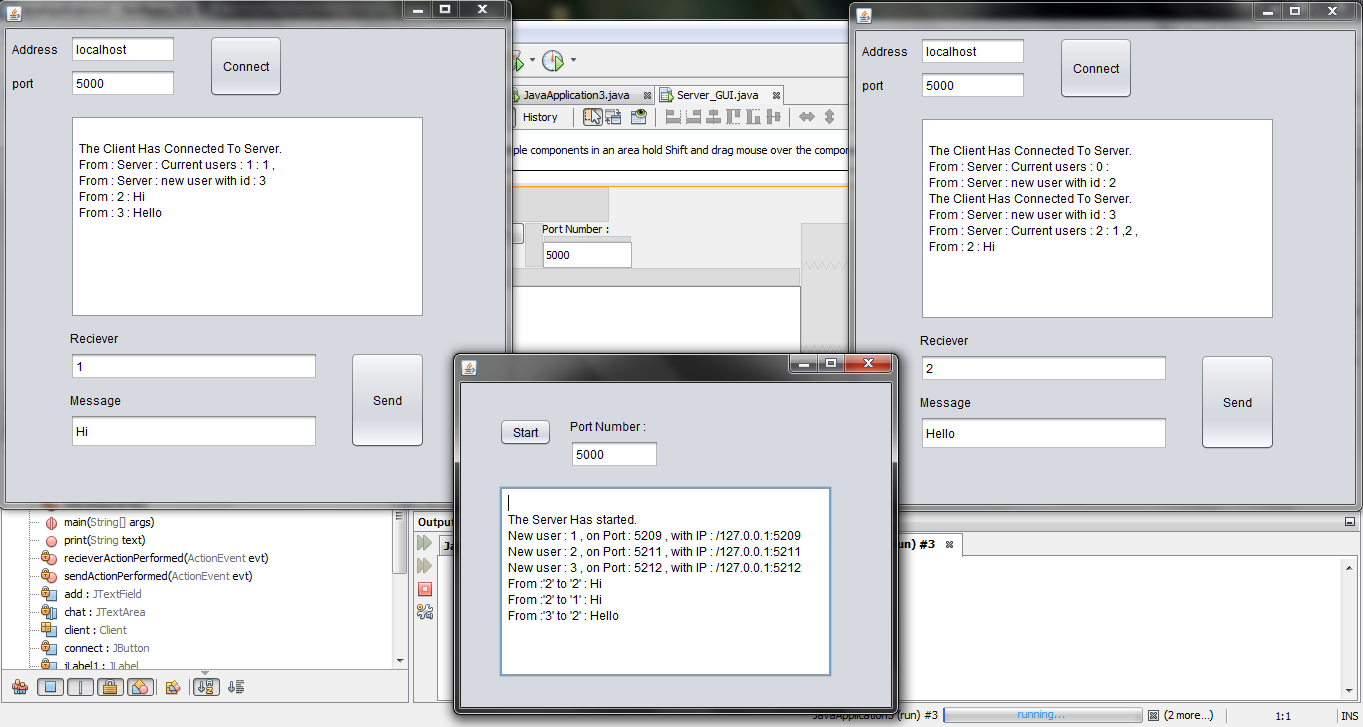 Address
localhost
Connect
port
5000
The Client Has Connected To Server.
From : Server : Current users : 1 : 1 ,
From : Server : new user with id : 3
From : 2 : Hi
From : 3 : Hello
Reciever
1
Message
Hi
Send
JavaApplication3.java
Server_GUI.java
History
ple components in an area hold Shift and drag mouse over the compor
Port Number :
5000
Address
localhost
Connect
port
5000
The Client Has Connected To Server.
From : Server : Current users : 0 :
From : Server : new user with id : 2
The Client Has Connected To Server.
From : Server : new user with id : 3
From : Server : Current users : 2 : 1 ,2 ,
From : 2 : Hi
Reciever
2
Message
Hello
Send
Start
Port Number :
5000
The Server Has started.
New user : 1 , on Port : 5209 , with IP : /127.0.0.1:5209
New user : 2 , on Port : 5211 , with IP : /127.0.0.1:5211
New user : 3 , on Port : 5212 , with IP : /127.0.0.1:5212
From :'2' to '2' : Hi
From :'2' to '1' : Hi
From :'3' to '2' : Hello
main(String[] args)
print(String text)
recieverActionPerformed(ActionEvent evt)
sendActionPerformed(ActionEvent evt)
add : JTextField
chat : JTextArea
client : Client
connect : JButton
jLabel1 : JLabel
Outpu
Ja
un) #3
JavaApplication3 (run) #3
running...
(2 more...)
1:1
INS